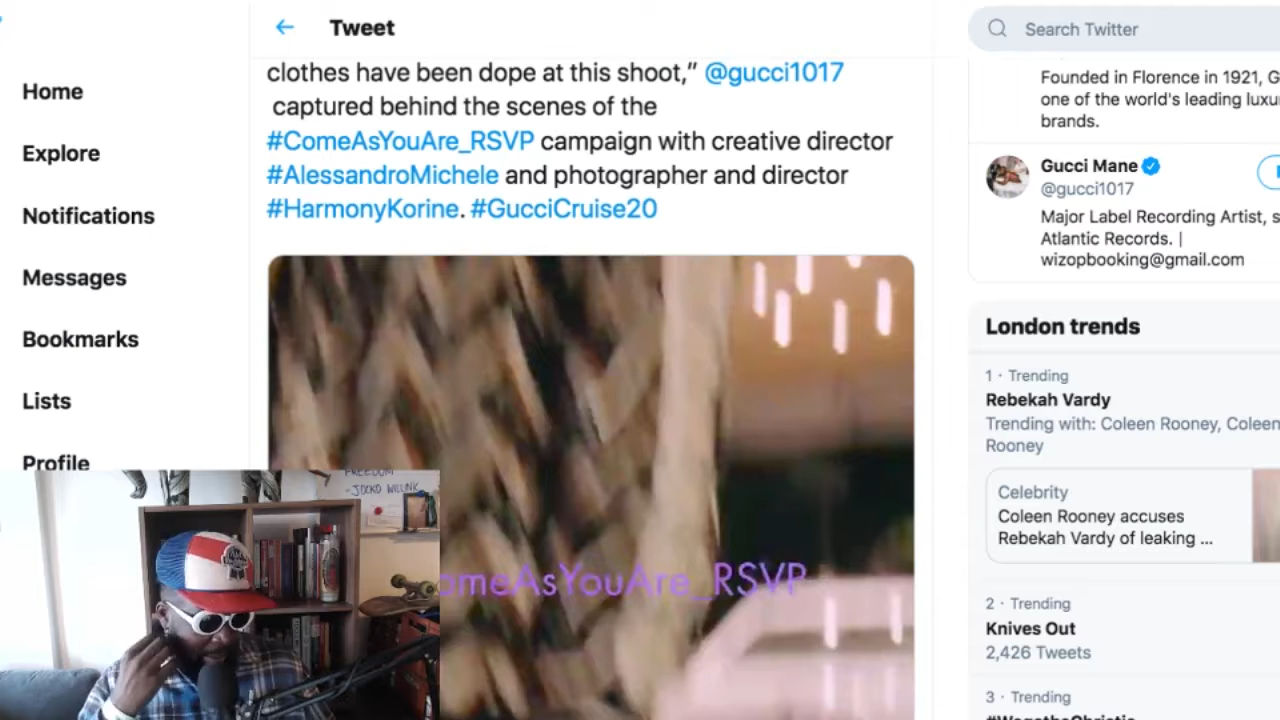 Tweet
Search Twitter
Home
Explore
Notifications
Messages
Bookmarks
Lists
Profile
clothes have been dope at this shoot,” @gucci1017
captured behind the scenes of the
#ComeAsYouAre_RSVP campaign with creative director
#AlessandroMichele and photographer and director
#HarmonyKorine. #GucciCruise20
omeAsYouAre_RSVP
Founded in Florence in 1921, G
one of the world's leading luxu
brands.
Gucci Mane
@gucci1017
Major Label Recording Artist, s
Atlantic Records. |
wizopbooking@gmail.com
London trends
1 · Trending
Rebekah Vardy
Trending with: Coleen Rooney, Coleen
Rooney
Celebrity
Coleen Rooney accuses
Rebekah Vardy of leaking ...
2 · Trending
Knives Out
2,426 Tweets
3 · Trending
FREEDOM
-JOCKO WILLINK